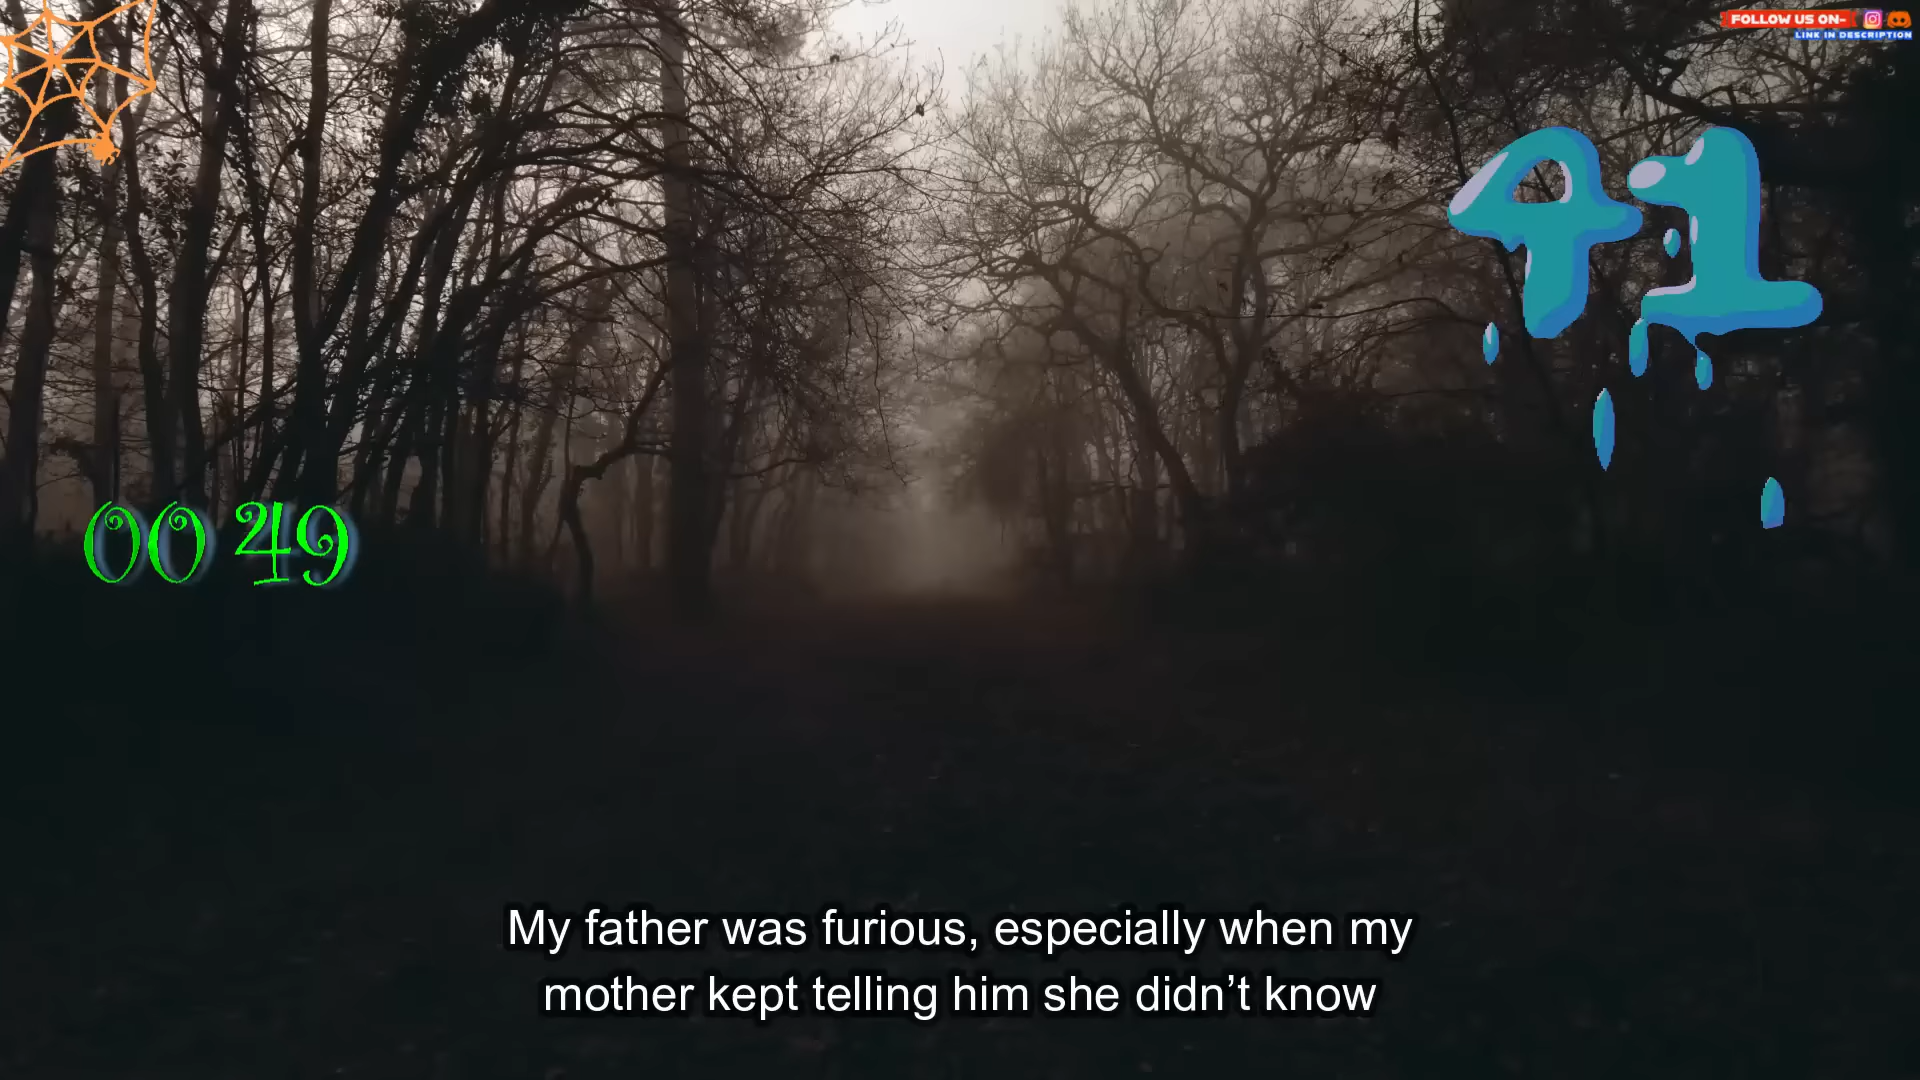 FOLLOW US ON-
LINK IN DESCRIPTION
41
00 49
My father was furious, especially when my
mother kept telling him she didn’t know